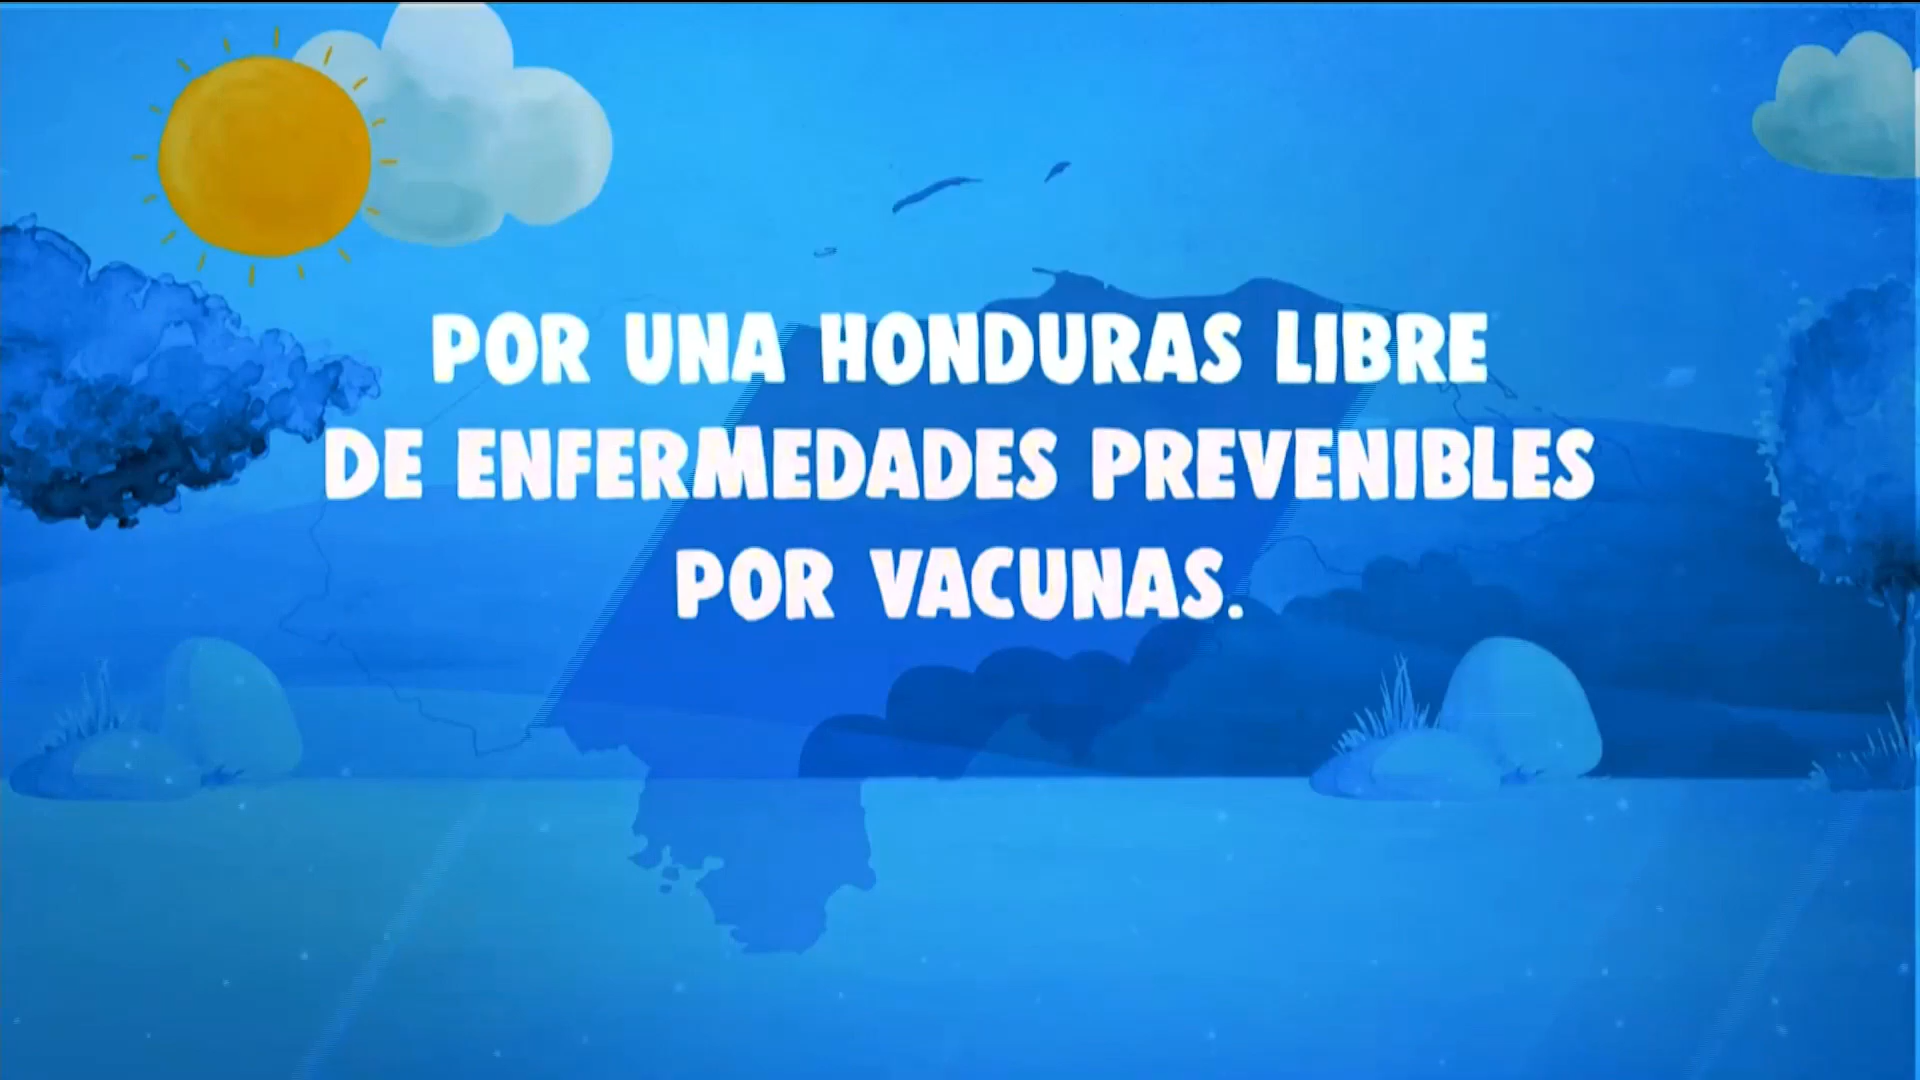 POR UNA HONDURAS LIBRE
DE ENFERMEDADES PREVENIBLES
POR VACUNAS.